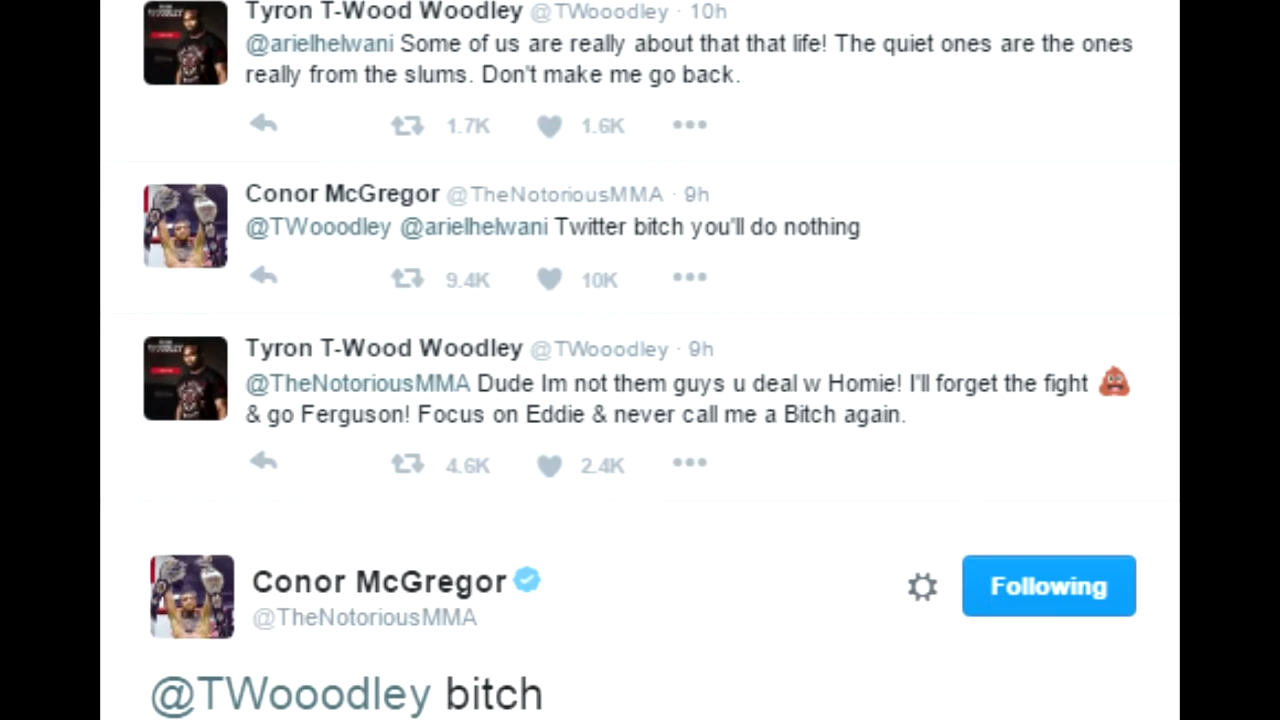 Tyron T-Wood Woodley @TWooodley · 10h
@arielhelwani Some of us are really about that that life! The quiet ones are the ones
really from the slums. Don't make me go back.
1.7K 1.6K
Conor McGregor @TheNotoriousMMA · 9h
@TWooodley @arielhelwani Twitter bitch you'll do nothing
9.4K 10K
Tyron T-Wood Woodley @TWooodley · 9h
@TheNotoriousMMA Dude Im not them guys u deal w Homie! I'll forget the fight 💩
& go Ferguson! Focus on Eddie & never call me a Bitch again.
4.6K 2.4K
Conor McGregor
Following
@TheNotoriousMMA
@TWooodley bitch